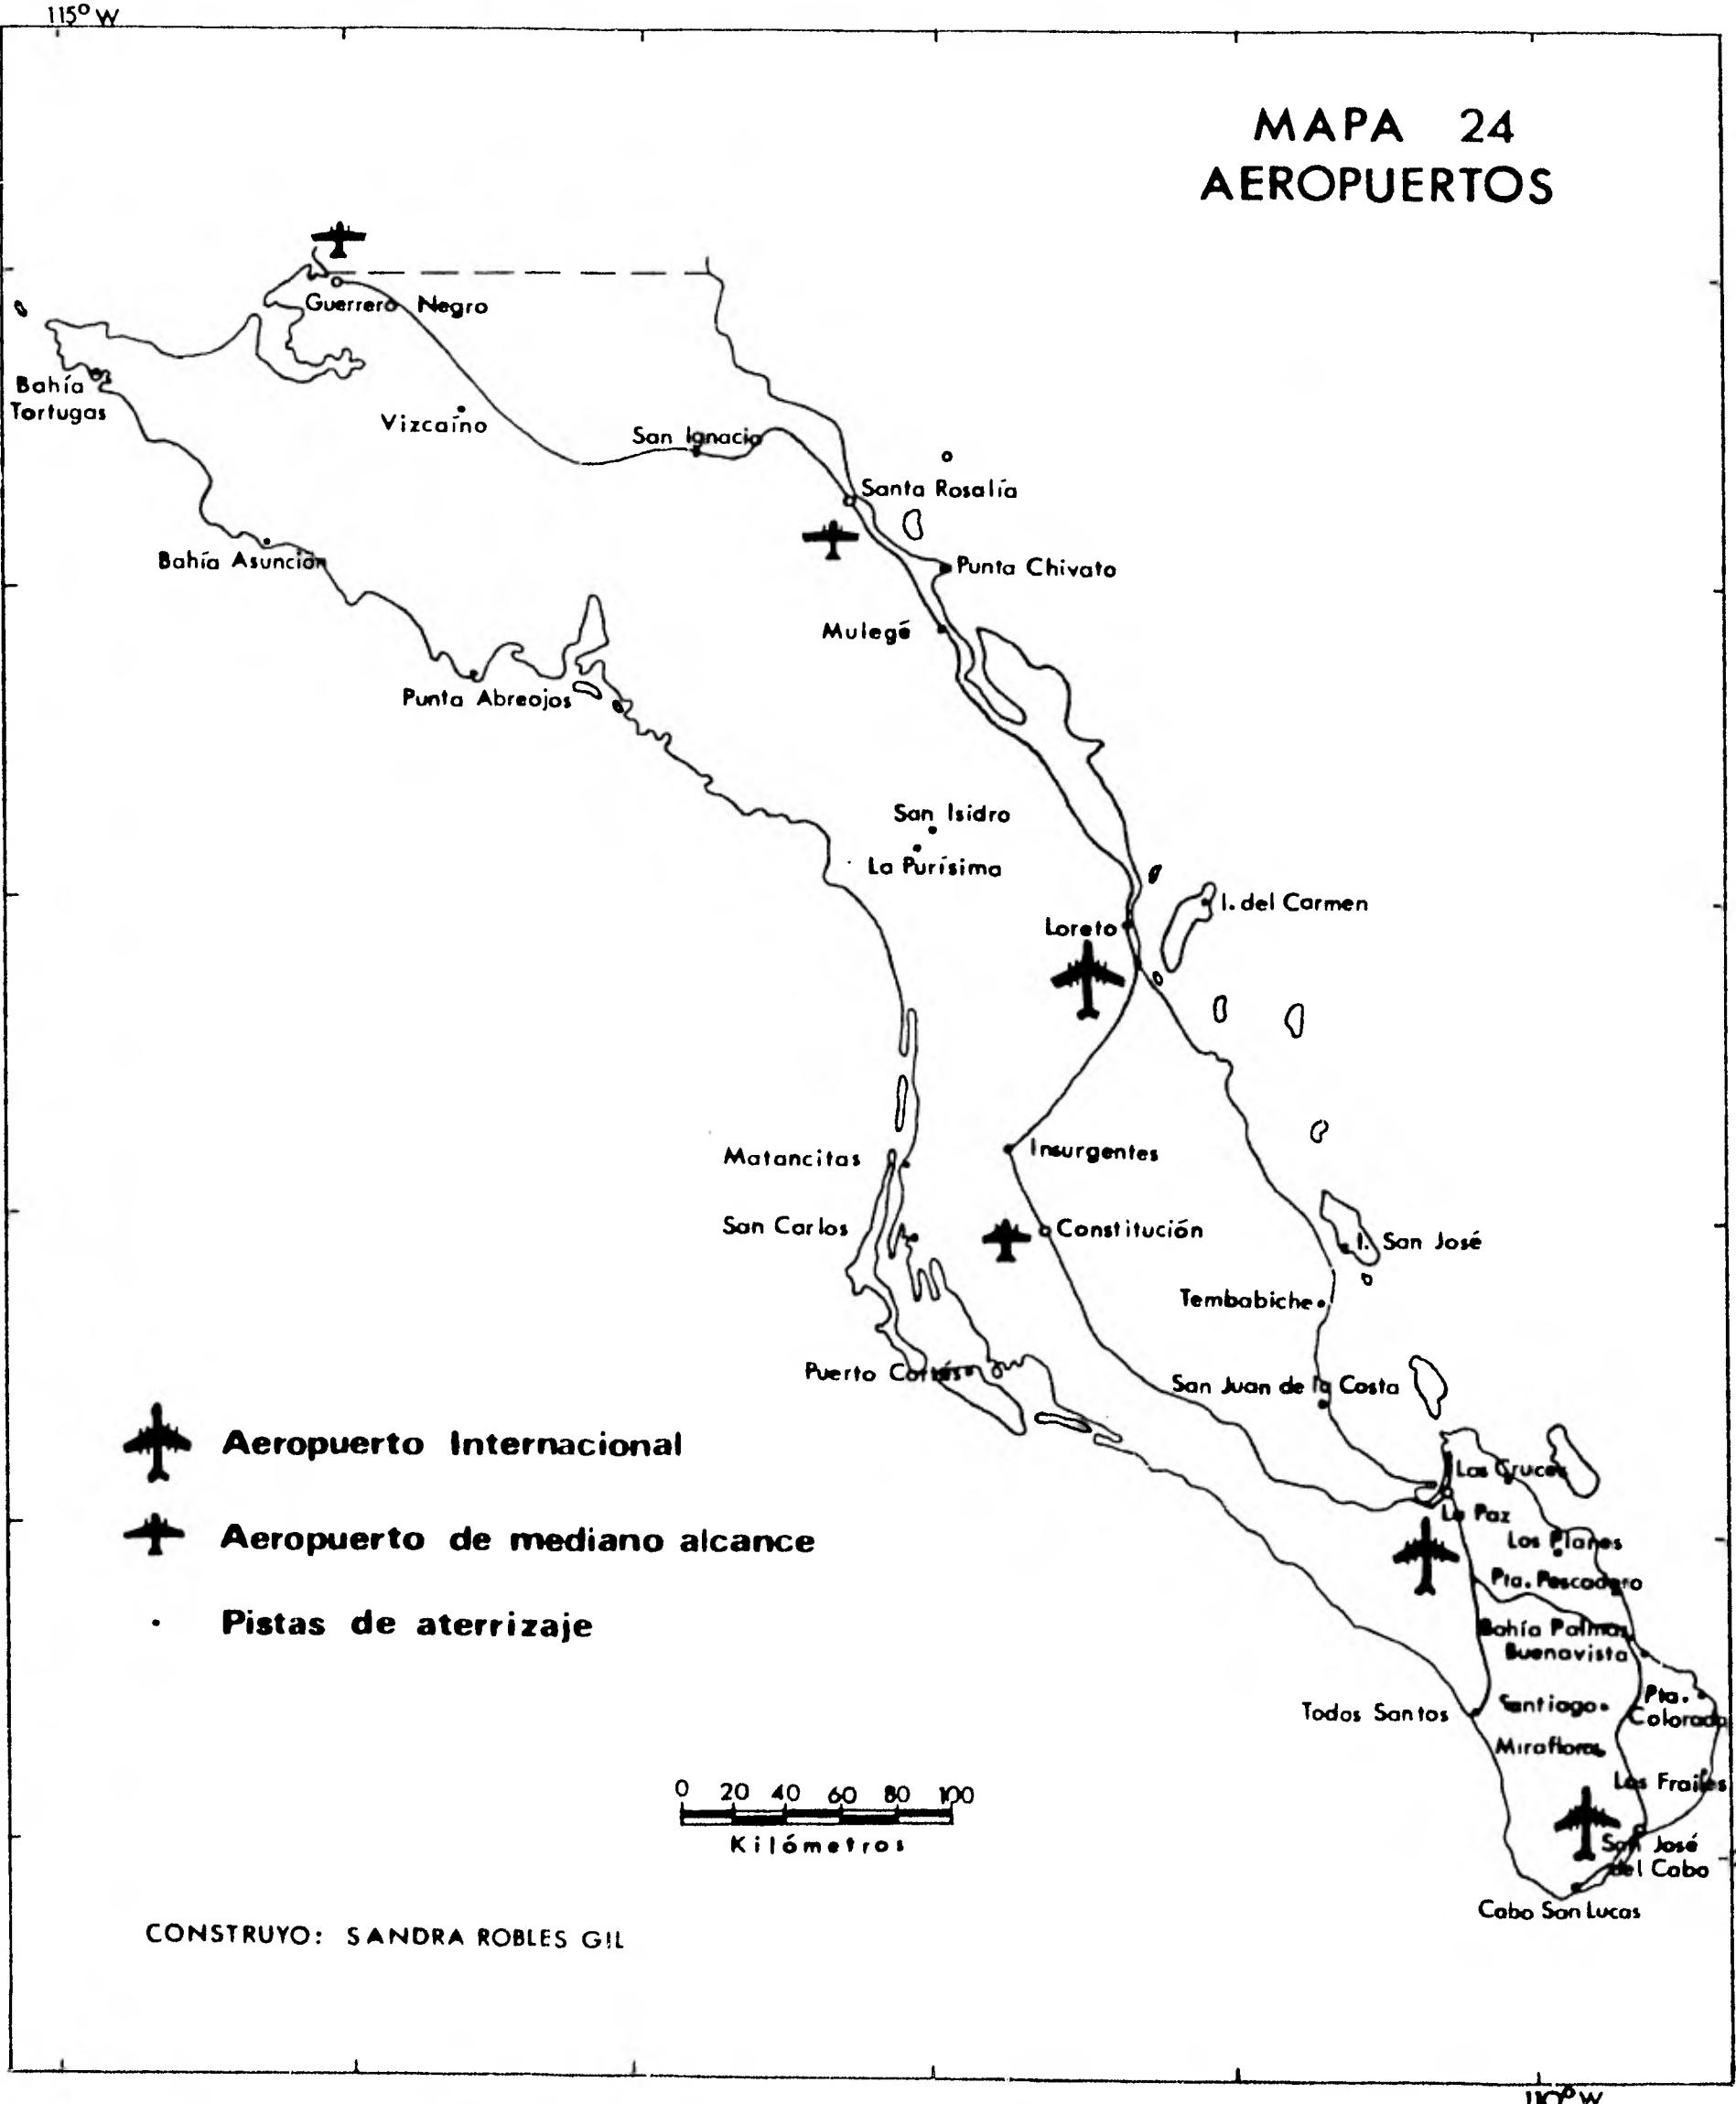 115° W
MAPA 24
AEROPUERTOS
Guerrero Negro
Bahía
Tortugas
Vizcaíno
San Ignacio
Santa Rosalía
Bahía Asunción
Punta Chivato
Mulegé
Punta Abreojos
San Isidro
La Purísima
I. del Carmen
Loreto
Matancitas
Insurgentes
San Carlos
Constitución
I. San José
Tembabiche
Puerto Cortés
San Juan de la Costa
Aeropuerto Internacional
Las Cruces
La Paz
Aeropuerto de mediano alcance
Los Planes
Pta. Pescadero
Pistas de aterrizaje
Bahía Palmas
Buenavista
Todos Santos
Santiago
Pta.
Colorada
Miraflores
Los Frailes
0 20 40 60 80 100
Kilómetros
San José
del Cabo
Cabo San Lucas
CONSTRUYO: SANDRA ROBLES GIL
110° W